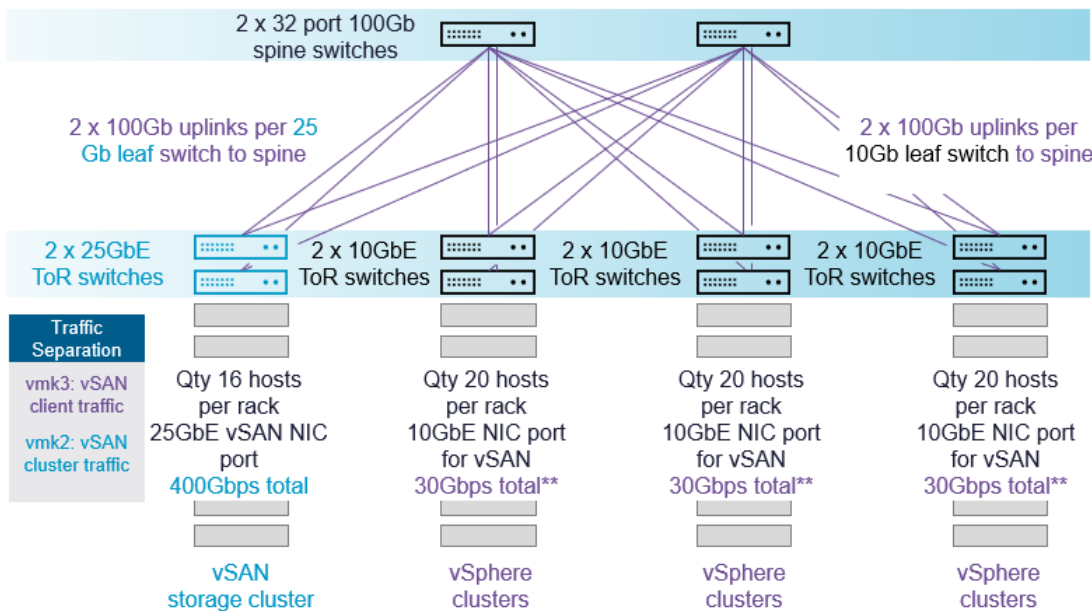 2 x 32 port 100Gb
spine switches
2 x 100Gb uplinks per 25
Gb leaf switch to spine
2 x 100Gb uplinks per
10Gb leaf switch to spine
2 x 25GbE
ToR switches
2 x 10GbE
ToR switches
2 x 10GbE
ToR switches
2 x 10GbE
ToR switches
Traffic
Separation
vmk3: vSAN
client traffic
vmk2: vSAN
cluster traffic
Qty 16 hosts
per rack
25GbE vSAN NIC
port
400Gbps total
vSAN
storage cluster
Qty 20 hosts
per rack
10GbE NIC port
for vSAN
30Gbps total**
vSphere
clusters
Qty 20 hosts
per rack
10GbE NIC port
for vSAN
30Gbps total**
vSphere
clusters
Qty 20 hosts
per rack
10GbE NIC port
for vSAN
30Gbps total**
vSphere
clusters